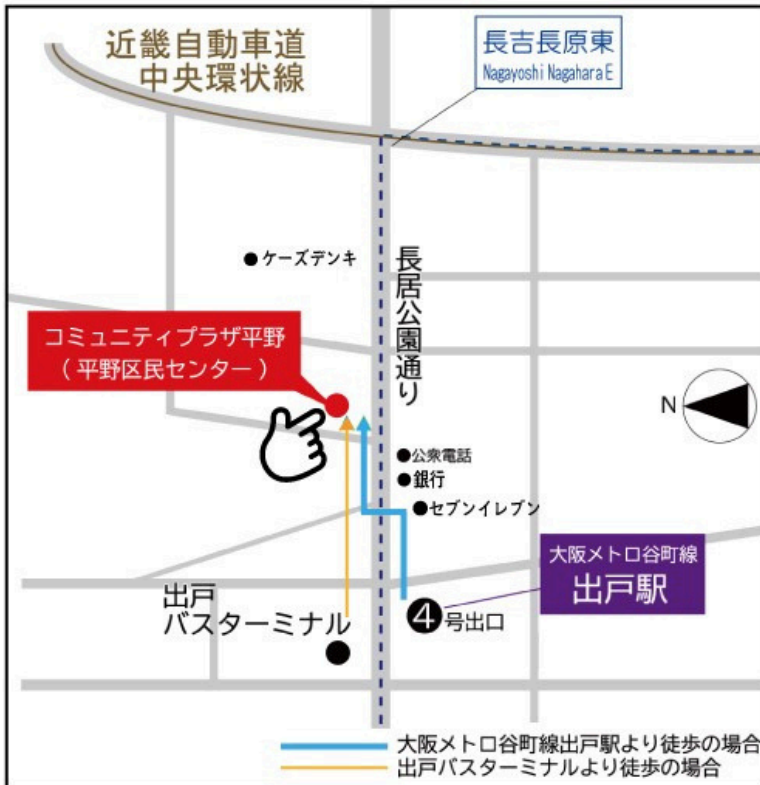 近畿自動車道
中央環状線
長吉長原東
Nagayoshi Nagahara E
ケーズデンキ
長居公園通り
コミュニティプラザ平野
(平野区民センター)
N
公衆電話
銀行
セブンイレブン
大阪メトロ谷町線
出戸駅
出戸
バスターミナル
4号出口
大阪メトロ谷町線出戸駅より徒歩の場合
出戸バスターミナルより徒歩の場合